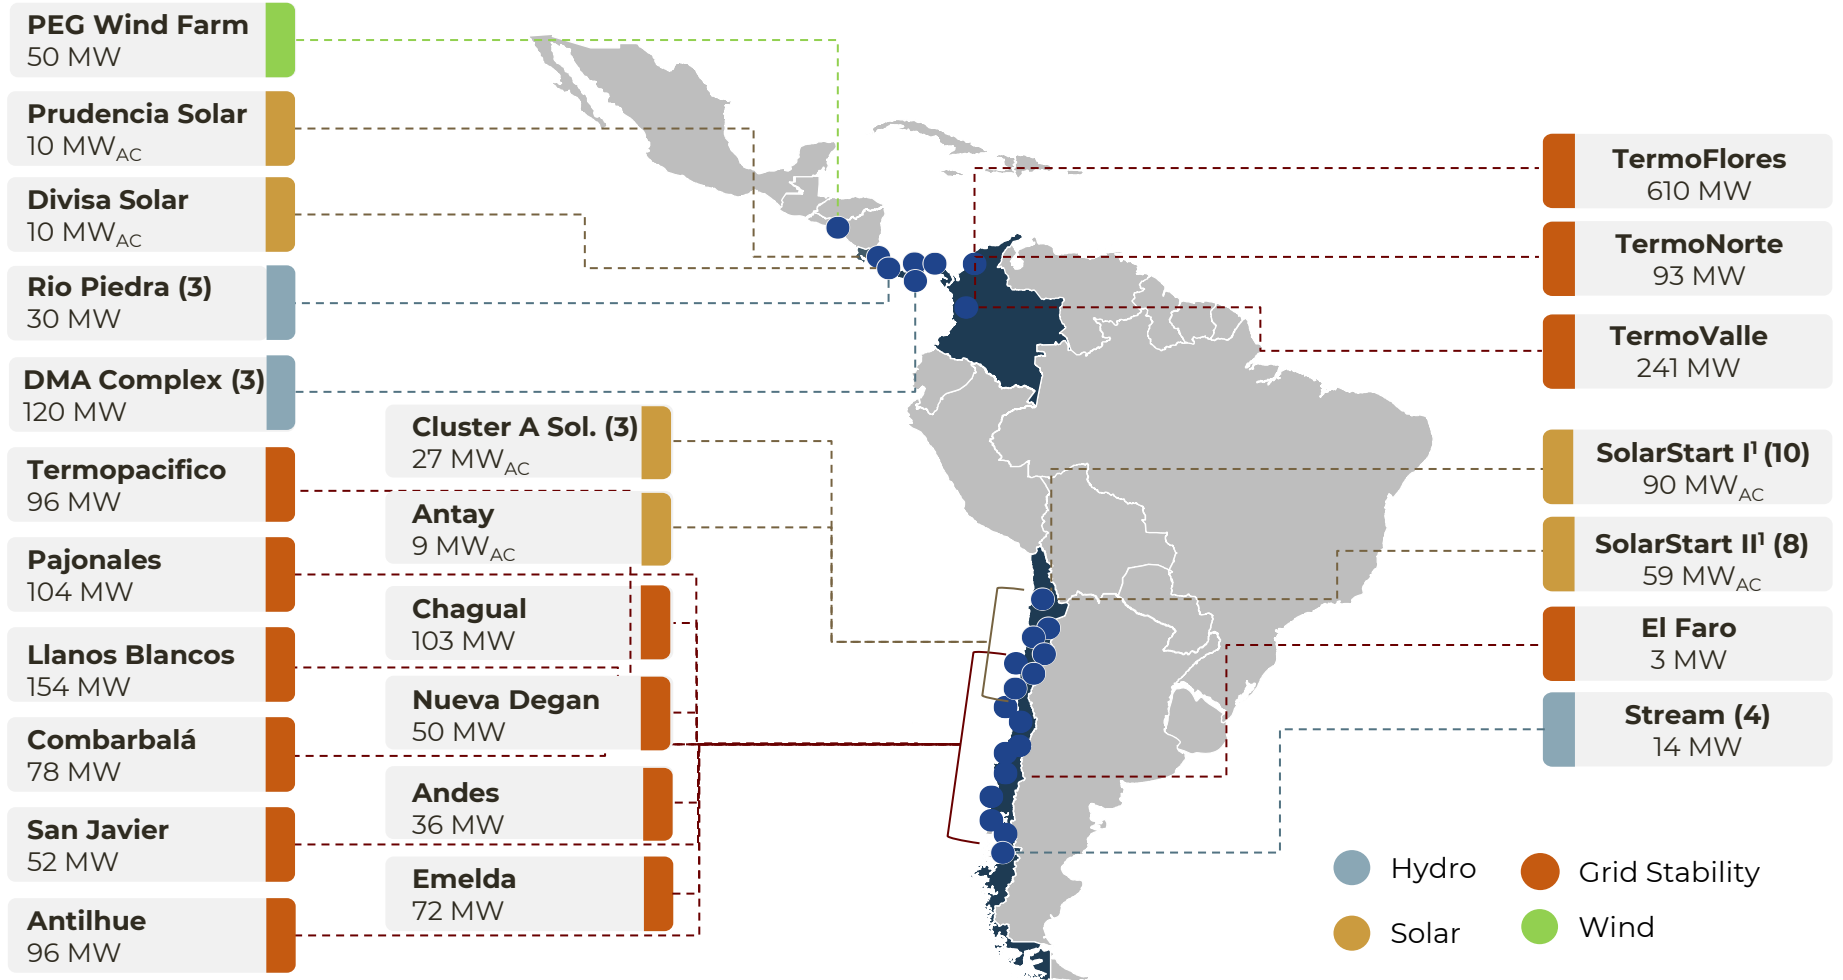 PEG Wind Farm
50 MW
Prudencia Solar
10 MWAC
Divisa Solar
10 MWAC
Rio Piedra (3)
30 MW
DMA Complex (3)
120 MW
Termopacifico
96 MW
Pajonales
104 MW
Llanos Blancos
154 MW
Combarbalá
78 MW
San Javier
52 MW
Antilhue
96 MW
Cluster A Sol. (3)
27 MWAC
Antay
9 MWAC
Chagual
103 MW
Nueva Degan
50 MW
Andes
36 MW
Emelda
72 MW
TermoFlores
610 MW
TermoNorte
93 MW
TermoValle
241 MW
SolarStart I¹ (10)
90 MWAC
SolarStart II¹ (8)
59 MWAC
El Faro
3 MW
Stream (4)
14 MW
Hydro
Grid Stability
Solar
Wind